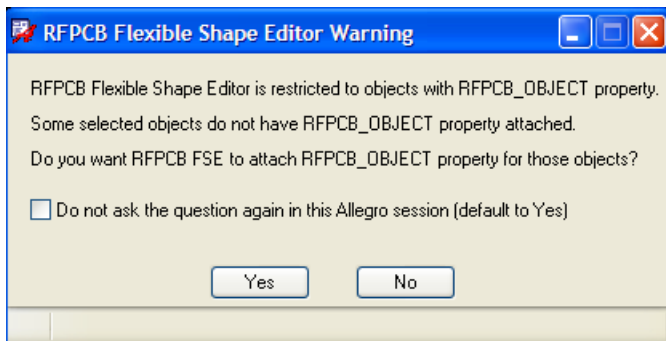 RFPCB Flexible Shape Editor Warning
RFPCB Flexible Shape Editor is restricted to objects with RFPCB_OBJECT property.
Some selected objects do not have RFPCB_OBJECT property attached.
Do you want RFPCB FSE to attach RFPCB_OBJECT property for those objects?
Do not ask the question again in this Allegro session (default to Yes)
Yes No